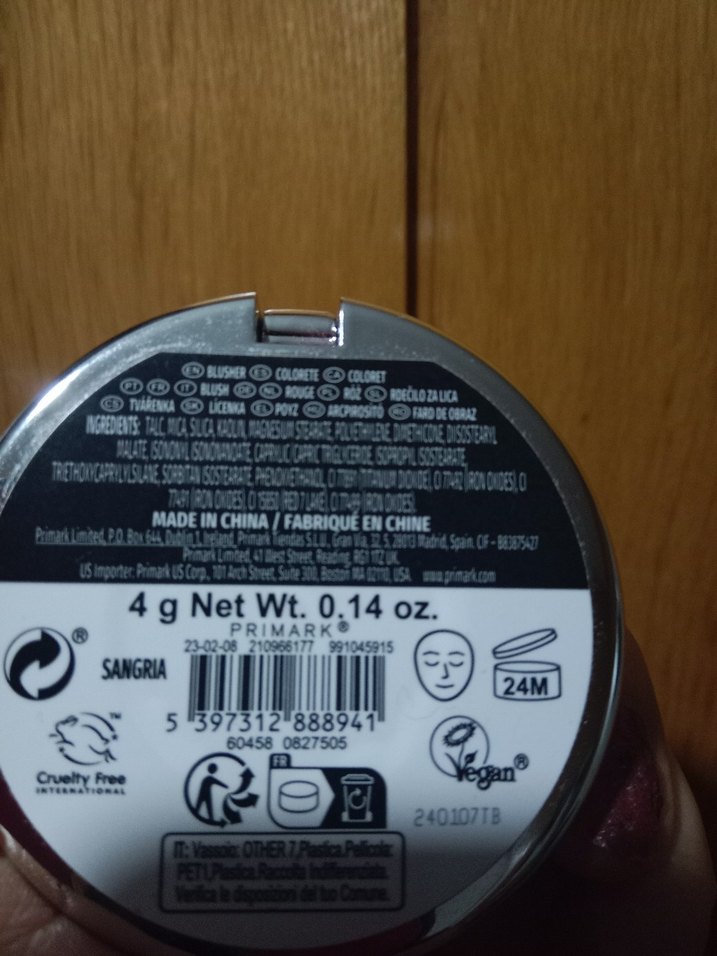 EN BLUSHER ES COLORETE CA COLORET
PT FR IT BLUSH DE NL ROUGE PL RÓŻ SL RDEČILO ZA LICA
CS TVÁŘENKA SK LÍCENKA EL ΡΟΥΖ HU ARCPIROSÍTÓ RO FARD DE OBRAZ
INGREDIENTS: TALC, MICA, SILICA, KAOLIN, MAGNESIUM STEARATE, POLYETHYLENE, DIMETHICONE, DIISOSTEARYL
MALATE, ISONONYL ISONONANOATE, CAPRYLIC/CAPRIC TRIGLYCERIDE, ISOPROPYL ISOSTEARATE,
TRIETHOXYCAPRYLYLSILANE, SORBITAN ISOSTEARATE, PHENOXYETHANOL, CI 77891 (TITANIUM DIOXIDE), CI 77492 (IRON OXIDES), CI
77491 (IRON OXIDES), CI 15850 (RED 7 LAKE), CI 77499 (IRON OXIDES).
MADE IN CHINA / FABRIQUÉ EN CHINE
Primark Limited, P.O. Box 644, Dublin 1, Ireland. Primark Tiendas S.L.U., Gran Vía, 32, 5, 28013 Madrid, Spain. CIF – B83875427
Primark Limited, 41 West Street, Reading, RG1 1TZ UK.
US Importer: Primark US Corp., 101 Arch Street, Suite 300, Boston MA 02110, USA. www.primark.com
4 g Net Wt. 0.14 oz.
PRIMARK®
23-02-08 210966177 991045915
SANGRIA
24M
5 397312 888941
60458 0827505
Cruelty Free
INTERNATIONAL
TM
®
FR
Vegan®
240107TB
IT: Vassoio: OTHER 7,Plastica.Pellicola:
PET1,Plastica.Raccolta Indifferenziata.
Verifica le disposizioni del tuo Comune.